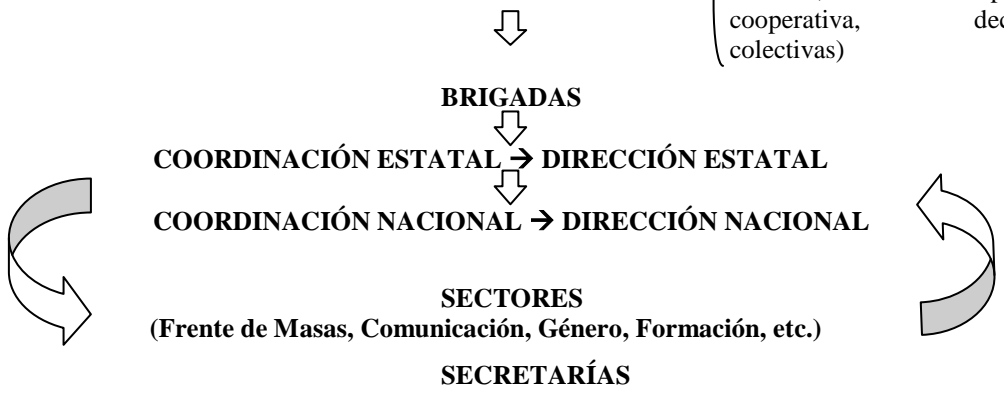 cooperativa,
colectivas)
BRIGADAS
COORDINACIÓN ESTATAL → DIRECCIÓN ESTATAL
COORDINACIÓN NACIONAL → DIRECCIÓN NACIONAL
SECTORES
(Frente de Masas, Comunicación, Género, Formación, etc.)
SECRETARÍAS